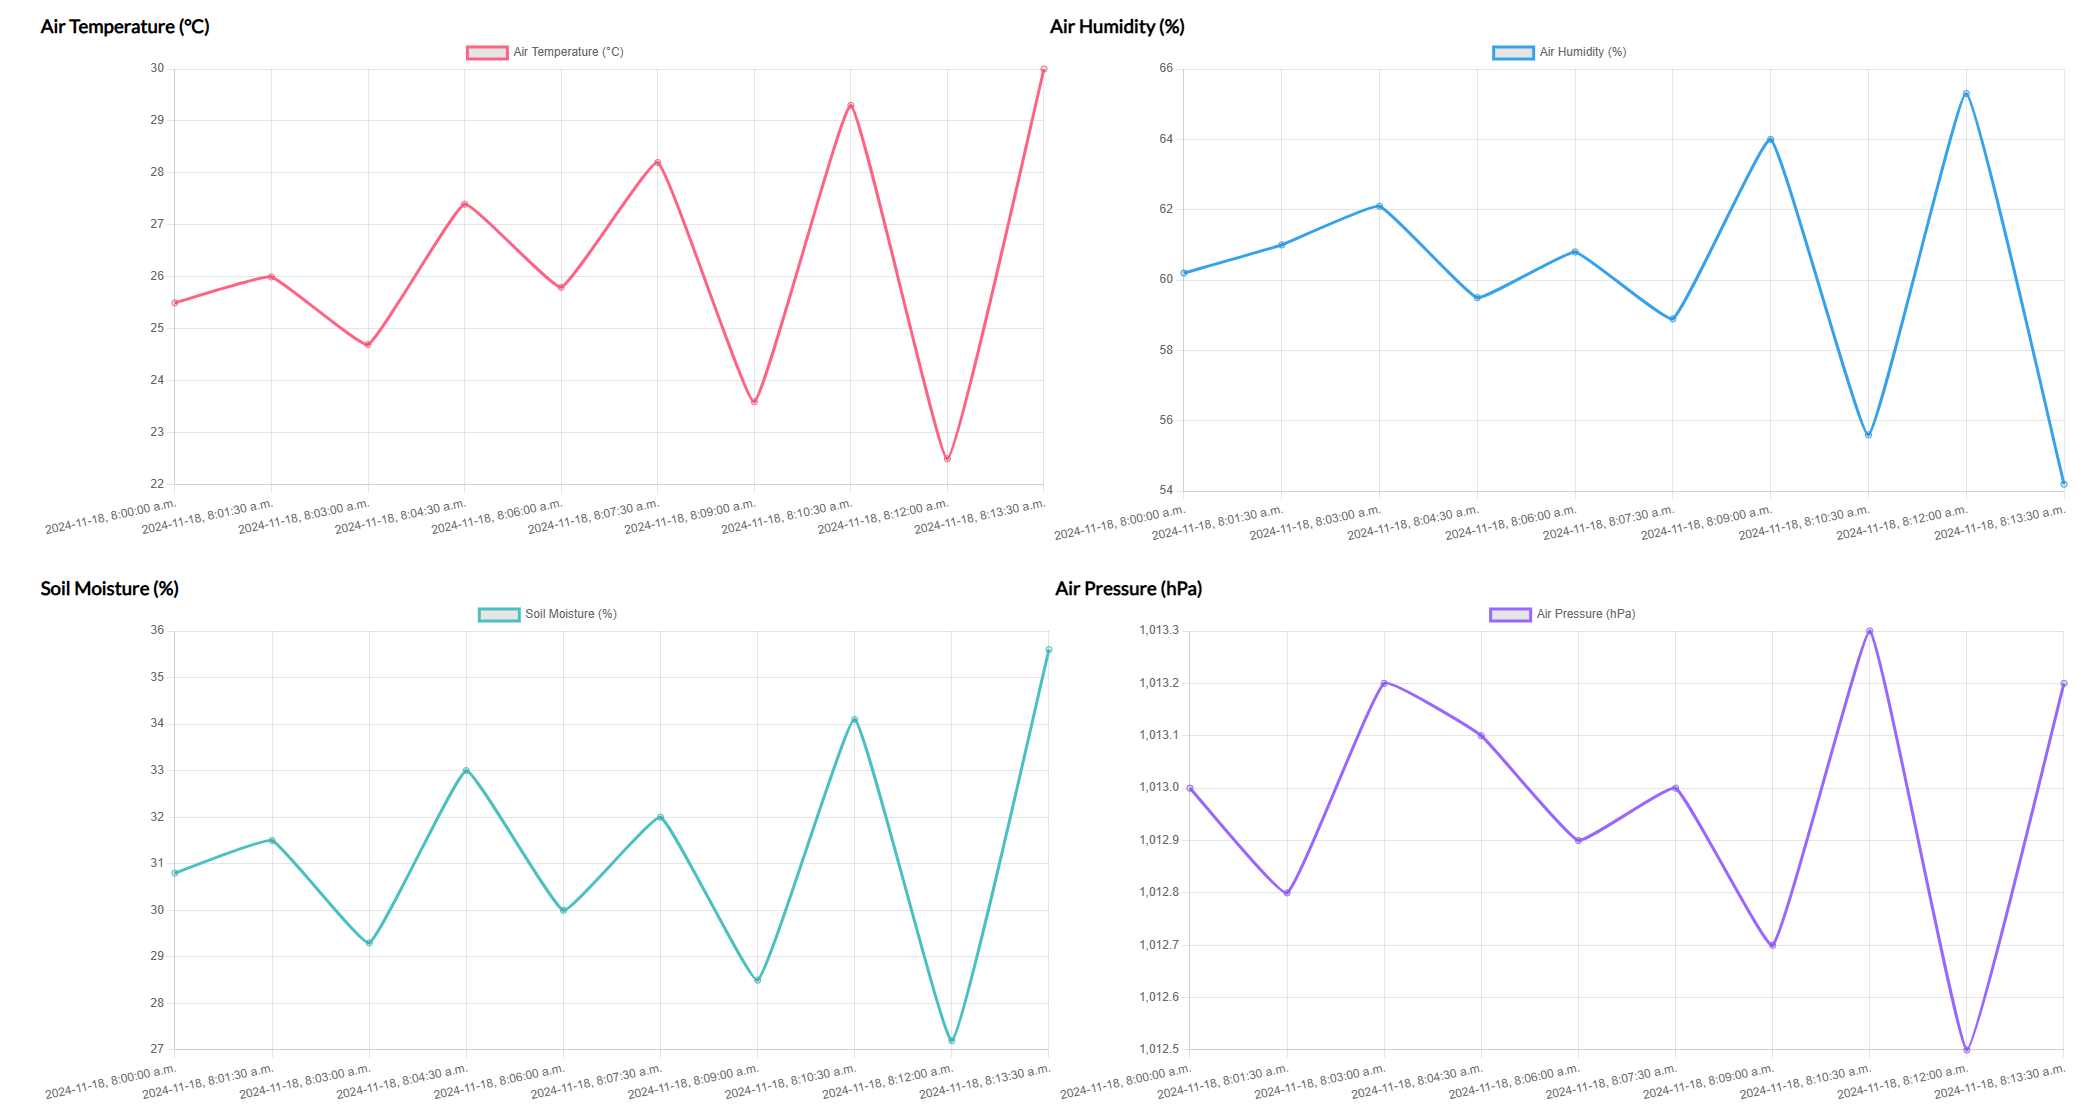 Air Temperature (°C)
Air Temperature (°C)
30
29
28
27
26
25
24
23
22
2024-11-18, 8:00:00 a.m.
2024-11-18, 8:01:30 a.m.
2024-11-18, 8:03:00 a.m.
2024-11-18, 8:04:30 a.m.
2024-11-18, 8:06:00 a.m.
2024-11-18, 8:07:30 a.m.
2024-11-18, 8:09:00 a.m.
2024-11-18, 8:10:30 a.m.
2024-11-18, 8:12:00 a.m.
2024-11-18, 8:13:30 a.m.
Air Humidity (%)
Air Humidity (%)
66
64
62
60
58
56
54
2024-11-18, 8:00:00 a.m.
2024-11-18, 8:01:30 a.m.
2024-11-18, 8:03:00 a.m.
2024-11-18, 8:04:30 a.m.
2024-11-18, 8:06:00 a.m.
2024-11-18, 8:07:30 a.m.
2024-11-18, 8:09:00 a.m.
2024-11-18, 8:10:30 a.m.
2024-11-18, 8:12:00 a.m.
2024-11-18, 8:13:30 a.m.
Soil Moisture (%)
Soil Moisture (%)
36
35
34
33
32
31
30
29
28
27
2024-11-18, 8:00:00 a.m.
2024-11-18, 8:01:30 a.m.
2024-11-18, 8:03:00 a.m.
2024-11-18, 8:04:30 a.m.
2024-11-18, 8:06:00 a.m.
2024-11-18, 8:07:30 a.m.
2024-11-18, 8:09:00 a.m.
2024-11-18, 8:10:30 a.m.
2024-11-18, 8:12:00 a.m.
2024-11-18, 8:13:30 a.m.
Air Pressure (hPa)
Air Pressure (hPa)
1,013.3
1,013.2
1,013.1
1,013.0
1,012.9
1,012.8
1,012.7
1,012.6
1,012.5
2024-11-18, 8:00:00 a.m.
2024-11-18, 8:01:30 a.m.
2024-11-18, 8:03:00 a.m.
2024-11-18, 8:04:30 a.m.
2024-11-18, 8:06:00 a.m.
2024-11-18, 8:07:30 a.m.
2024-11-18, 8:09:00 a.m.
2024-11-18, 8:10:30 a.m.
2024-11-18, 8:12:00 a.m.
2024-11-18, 8:13:30 a.m.